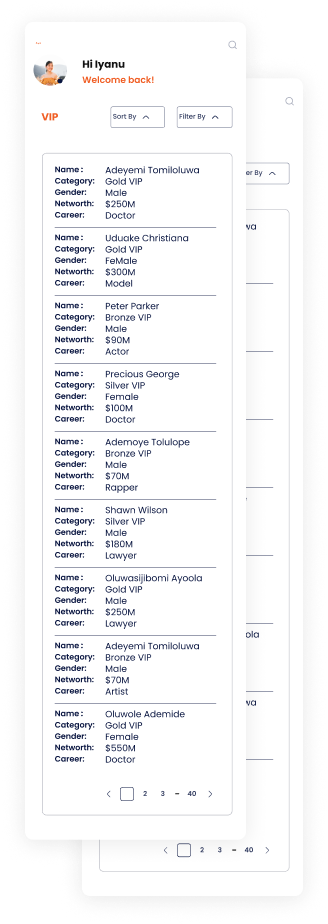 ...
Hi Iyanu
Welcome back!
VIP
Sort By
Filter By
Name : Adeyemi Tomiloluwa
Category: Gold VIP
Gender: Male
Networth: $250M
Career: Doctor
Name : Uduake Christiana
Category: Gold VIP
Gender: FeMale
Networth: $300M
Career: Model
Name : Peter Parker
Category: Bronze VIP
Gender: Male
Networth: $90M
Career: Actor
Name : Precious George
Category: Silver VIP
Gender: Female
Networth: $100M
Career: Doctor
Name : Ademoye Tolulope
Category: Bronze VIP
Gender: Male
Networth: $70M
Career: Rapper
Name : Shawn Wilson
Category: Silver VIP
Gender: Male
Networth: $180M
Career: Lawyer
Name : Oluwasijibomi Ayoola
Category: Gold VIP
Gender: Male
Networth: $250M
Career: Lawyer
Name : Adeyemi Tomiloluwa
Category: Bronze VIP
Gender: Male
Networth: $70M
Career: Artist
Name : Oluwole Ademide
Category: Gold VIP
Gender: Female
Networth: $550M
Career: Doctor
2 3 – 40
er By
wa
ola
wa
2 3 – 40